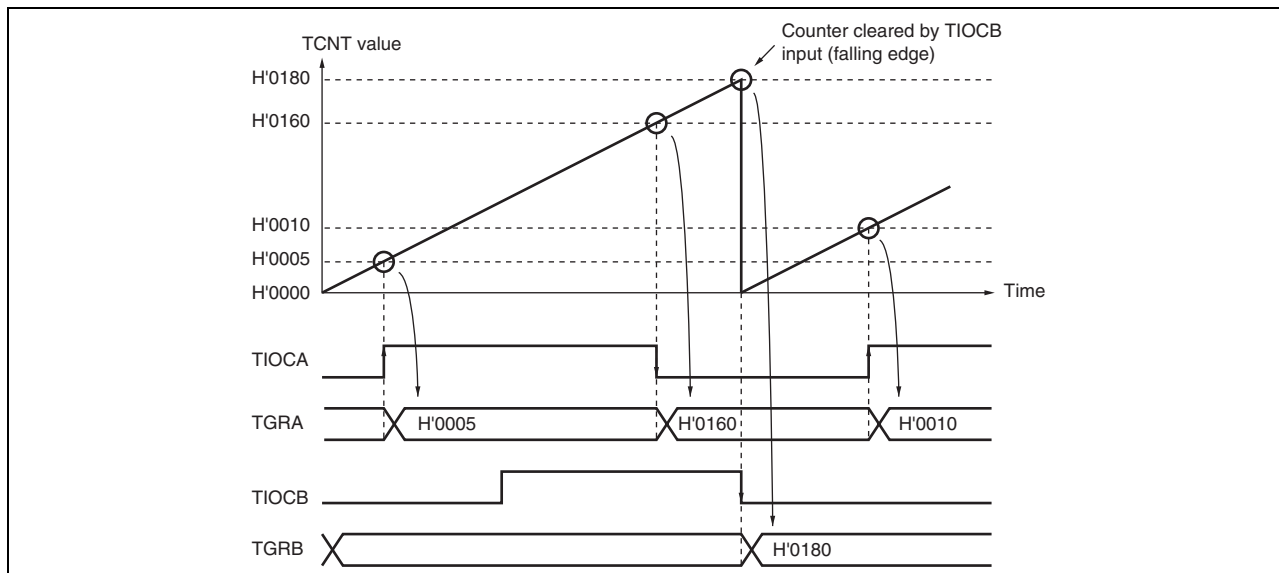 Counter cleared by TIOCB
input (falling edge)
TCNT value
H'0180
H'0160
H'0010
H'0005
H'0000
Time
TIOCA
TGRA
H'0005
H'0160
H'0010
TIOCB
TGRB
H'0180